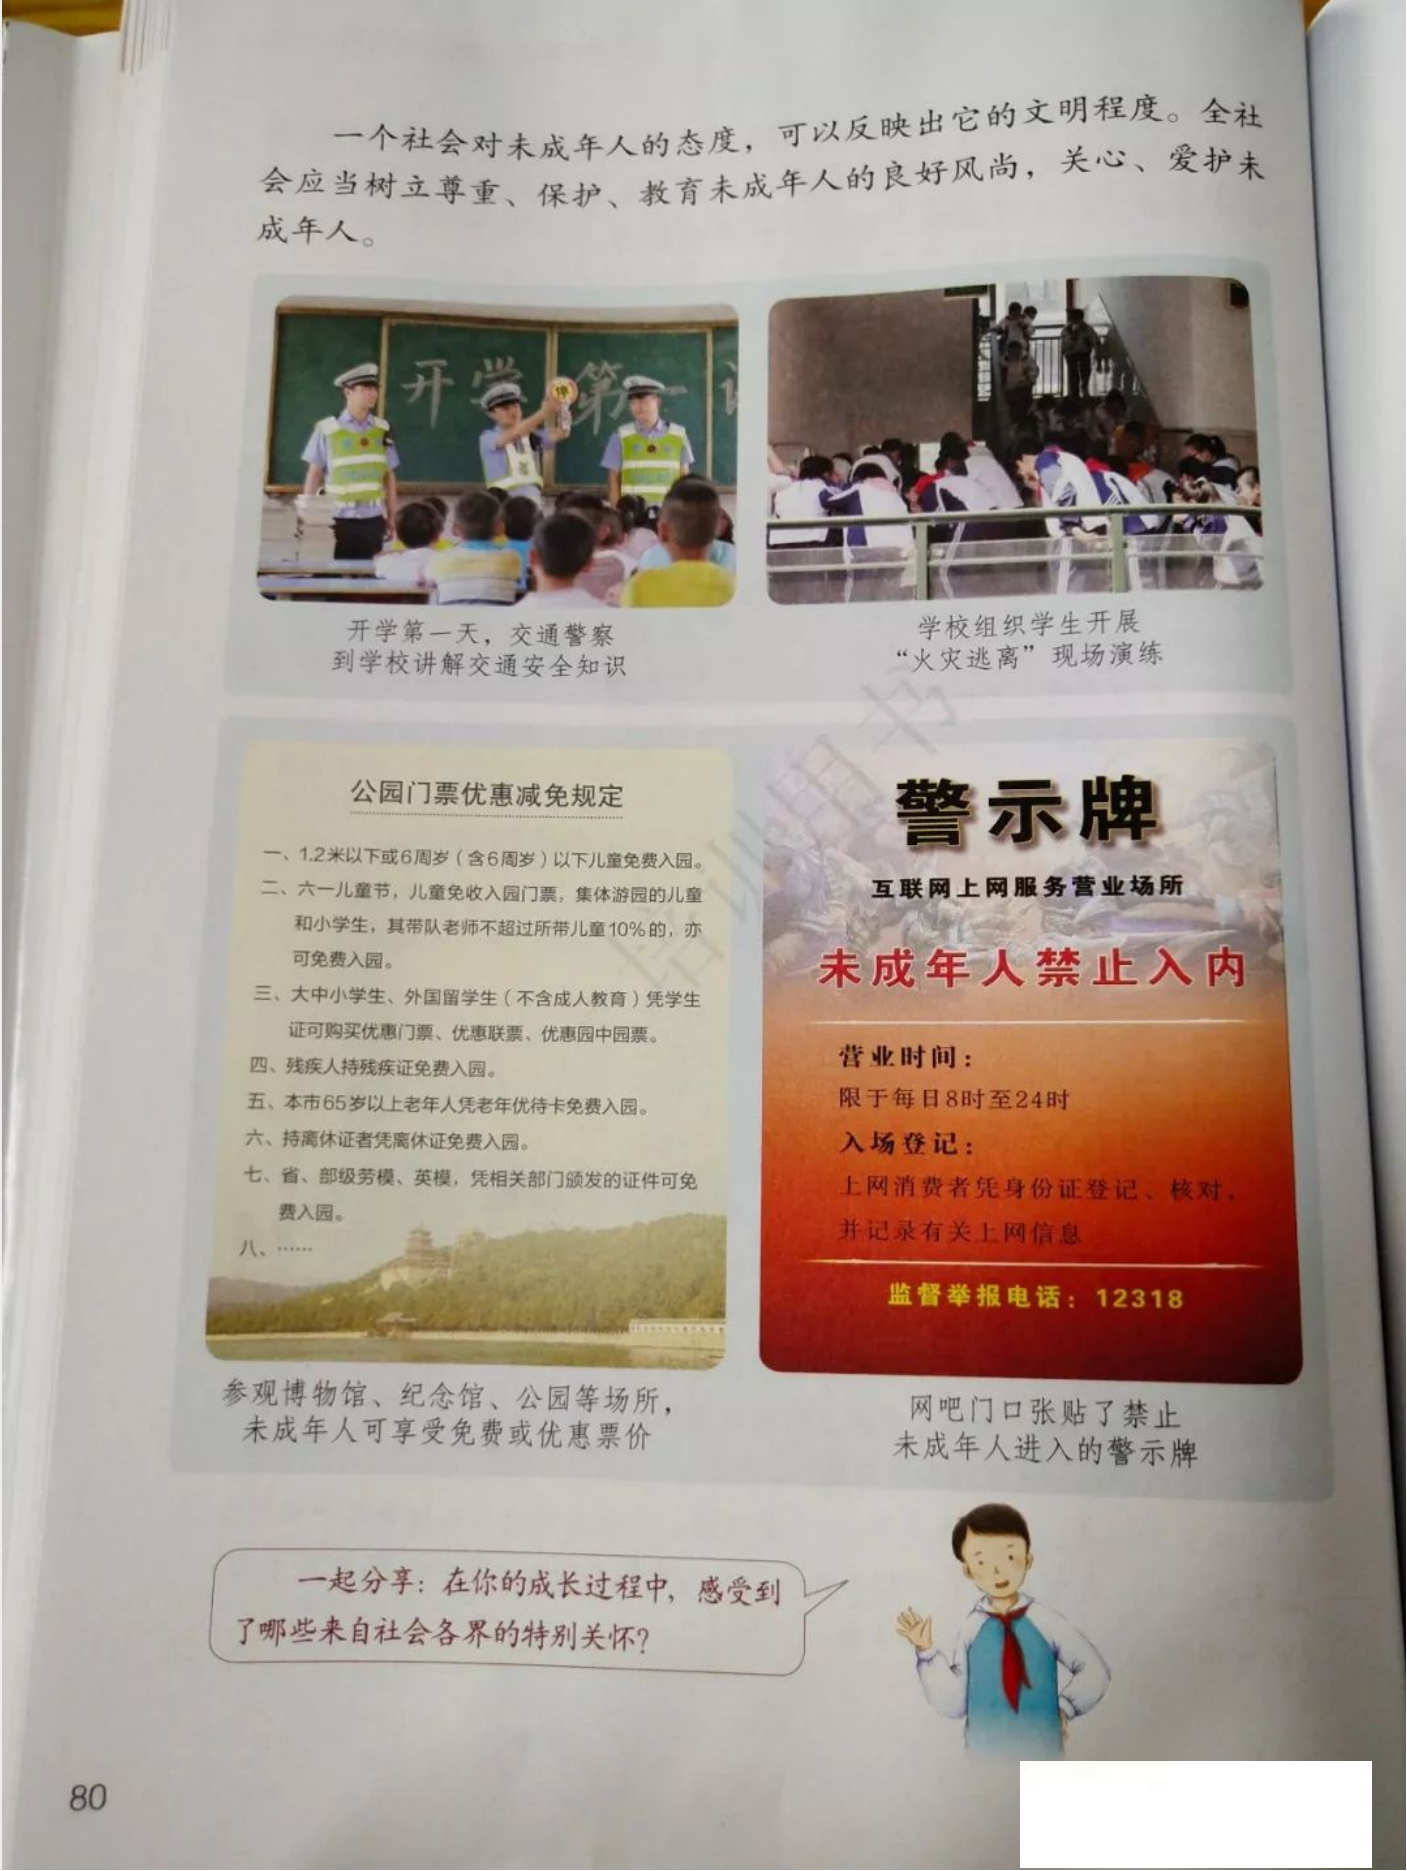 一个社会对未成年人的态度，可以反映出它的文明程度。全社
会应当树立尊重、保护、教育未成年人的良好风尚，关心、爱护未
成年人。
开学第一
停
开学第一天，交通警察
到学校讲解交通安全知识
学校组织学生开展
“火灾逃离”现场演练
公园门票优惠减免规定
一、1.2米以下或6周岁（含6周岁）以下儿童免费入园。
二、六一儿童节，儿童免收入园门票，集体游园的儿童
和小学生，其带队老师不超过所带儿童10%的，亦
可免费入园。
三、大中小学生、外国留学生（不含成人教育）凭学生
证可购买优惠门票、优惠联票、优惠园中园票。
四、残疾人持残疾证免费入园。
五、本市65岁以上老年人凭老年优待卡免费入园。
六、持离休证者凭离休证免费入园。
七、省、部级劳模、英模，凭相关部门颁发的证件可免
费入园。
八、……
参观博物馆、纪念馆、公园等场所，
未成年人可享受免费或优惠票价
警示牌
互联网上网服务营业场所
未成年人禁止入内
营业时间：
限于每日8时至24时
入场登记：
上网消费者凭身份证登记、核对，
并记录有关上网信息
监督举报电话：12318
网吧门口张贴了禁止
未成年人进入的警示牌
培训用书
一起分享：在你的成长过程中，感受到
了哪些来自社会各界的特别关怀？
80